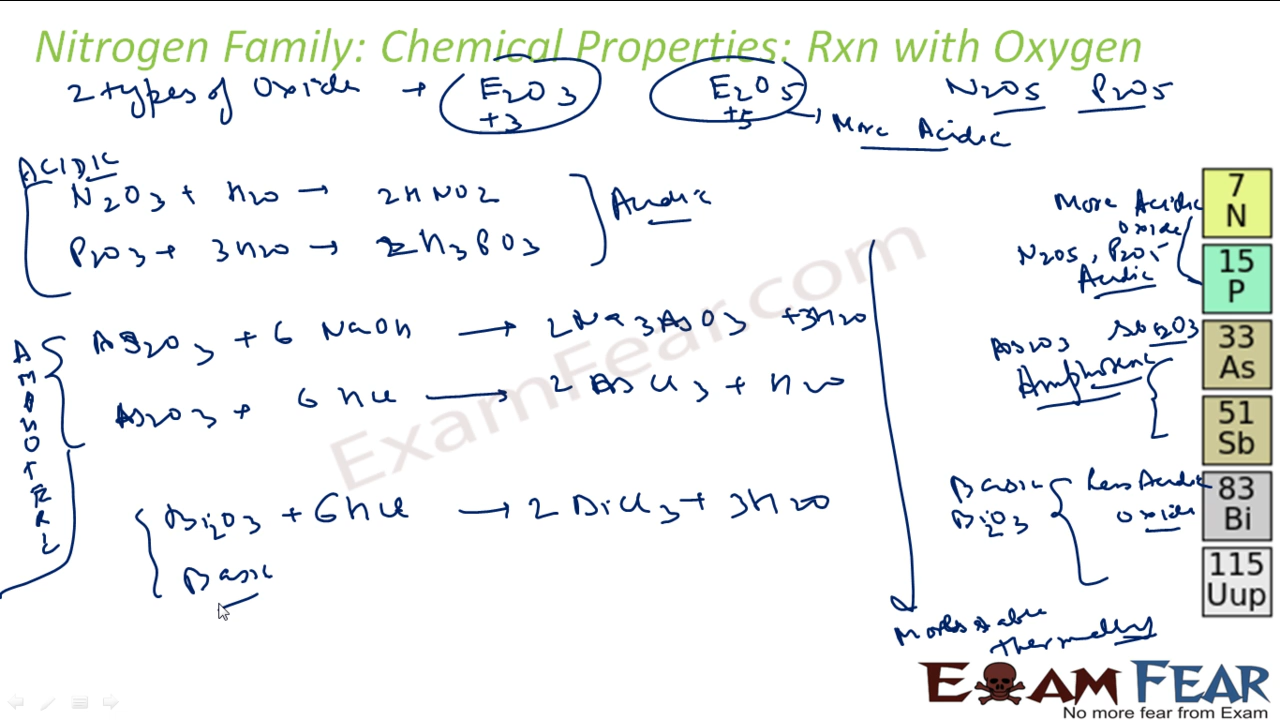 Nitrogen Family: Chemical Properties: Rxn with Oxygen
2 types of Oxide → E2O3 E2O5 N2O5 P2O5
+3 +5 → More Acidic
ACIDIC
N2O3 + H2O → 2HNO2
P2O3 + 3H2O → 2H3PO3
Acidic
As2O3 + 6 NaOH → 2Na3AsO3 + 3H2O
As2O3 + 6HCl → 2AsCl3 + H2O
AMPHOTERIC
Bi2O3 + 6HCl → 2BiCl3 + 3H2O
Basic
More Acidic
oxide
N2O5, P2O5
Acidic
As2O3 Sb2O3
Amphoteric
Basic Less Acidic
Bi2O3 oxide
More stable
thermally
7
N
15
P
33
As
51
Sb
83
Bi
115
Uup
ExamFear.com
EXAM FEAR
No more fear from Exam